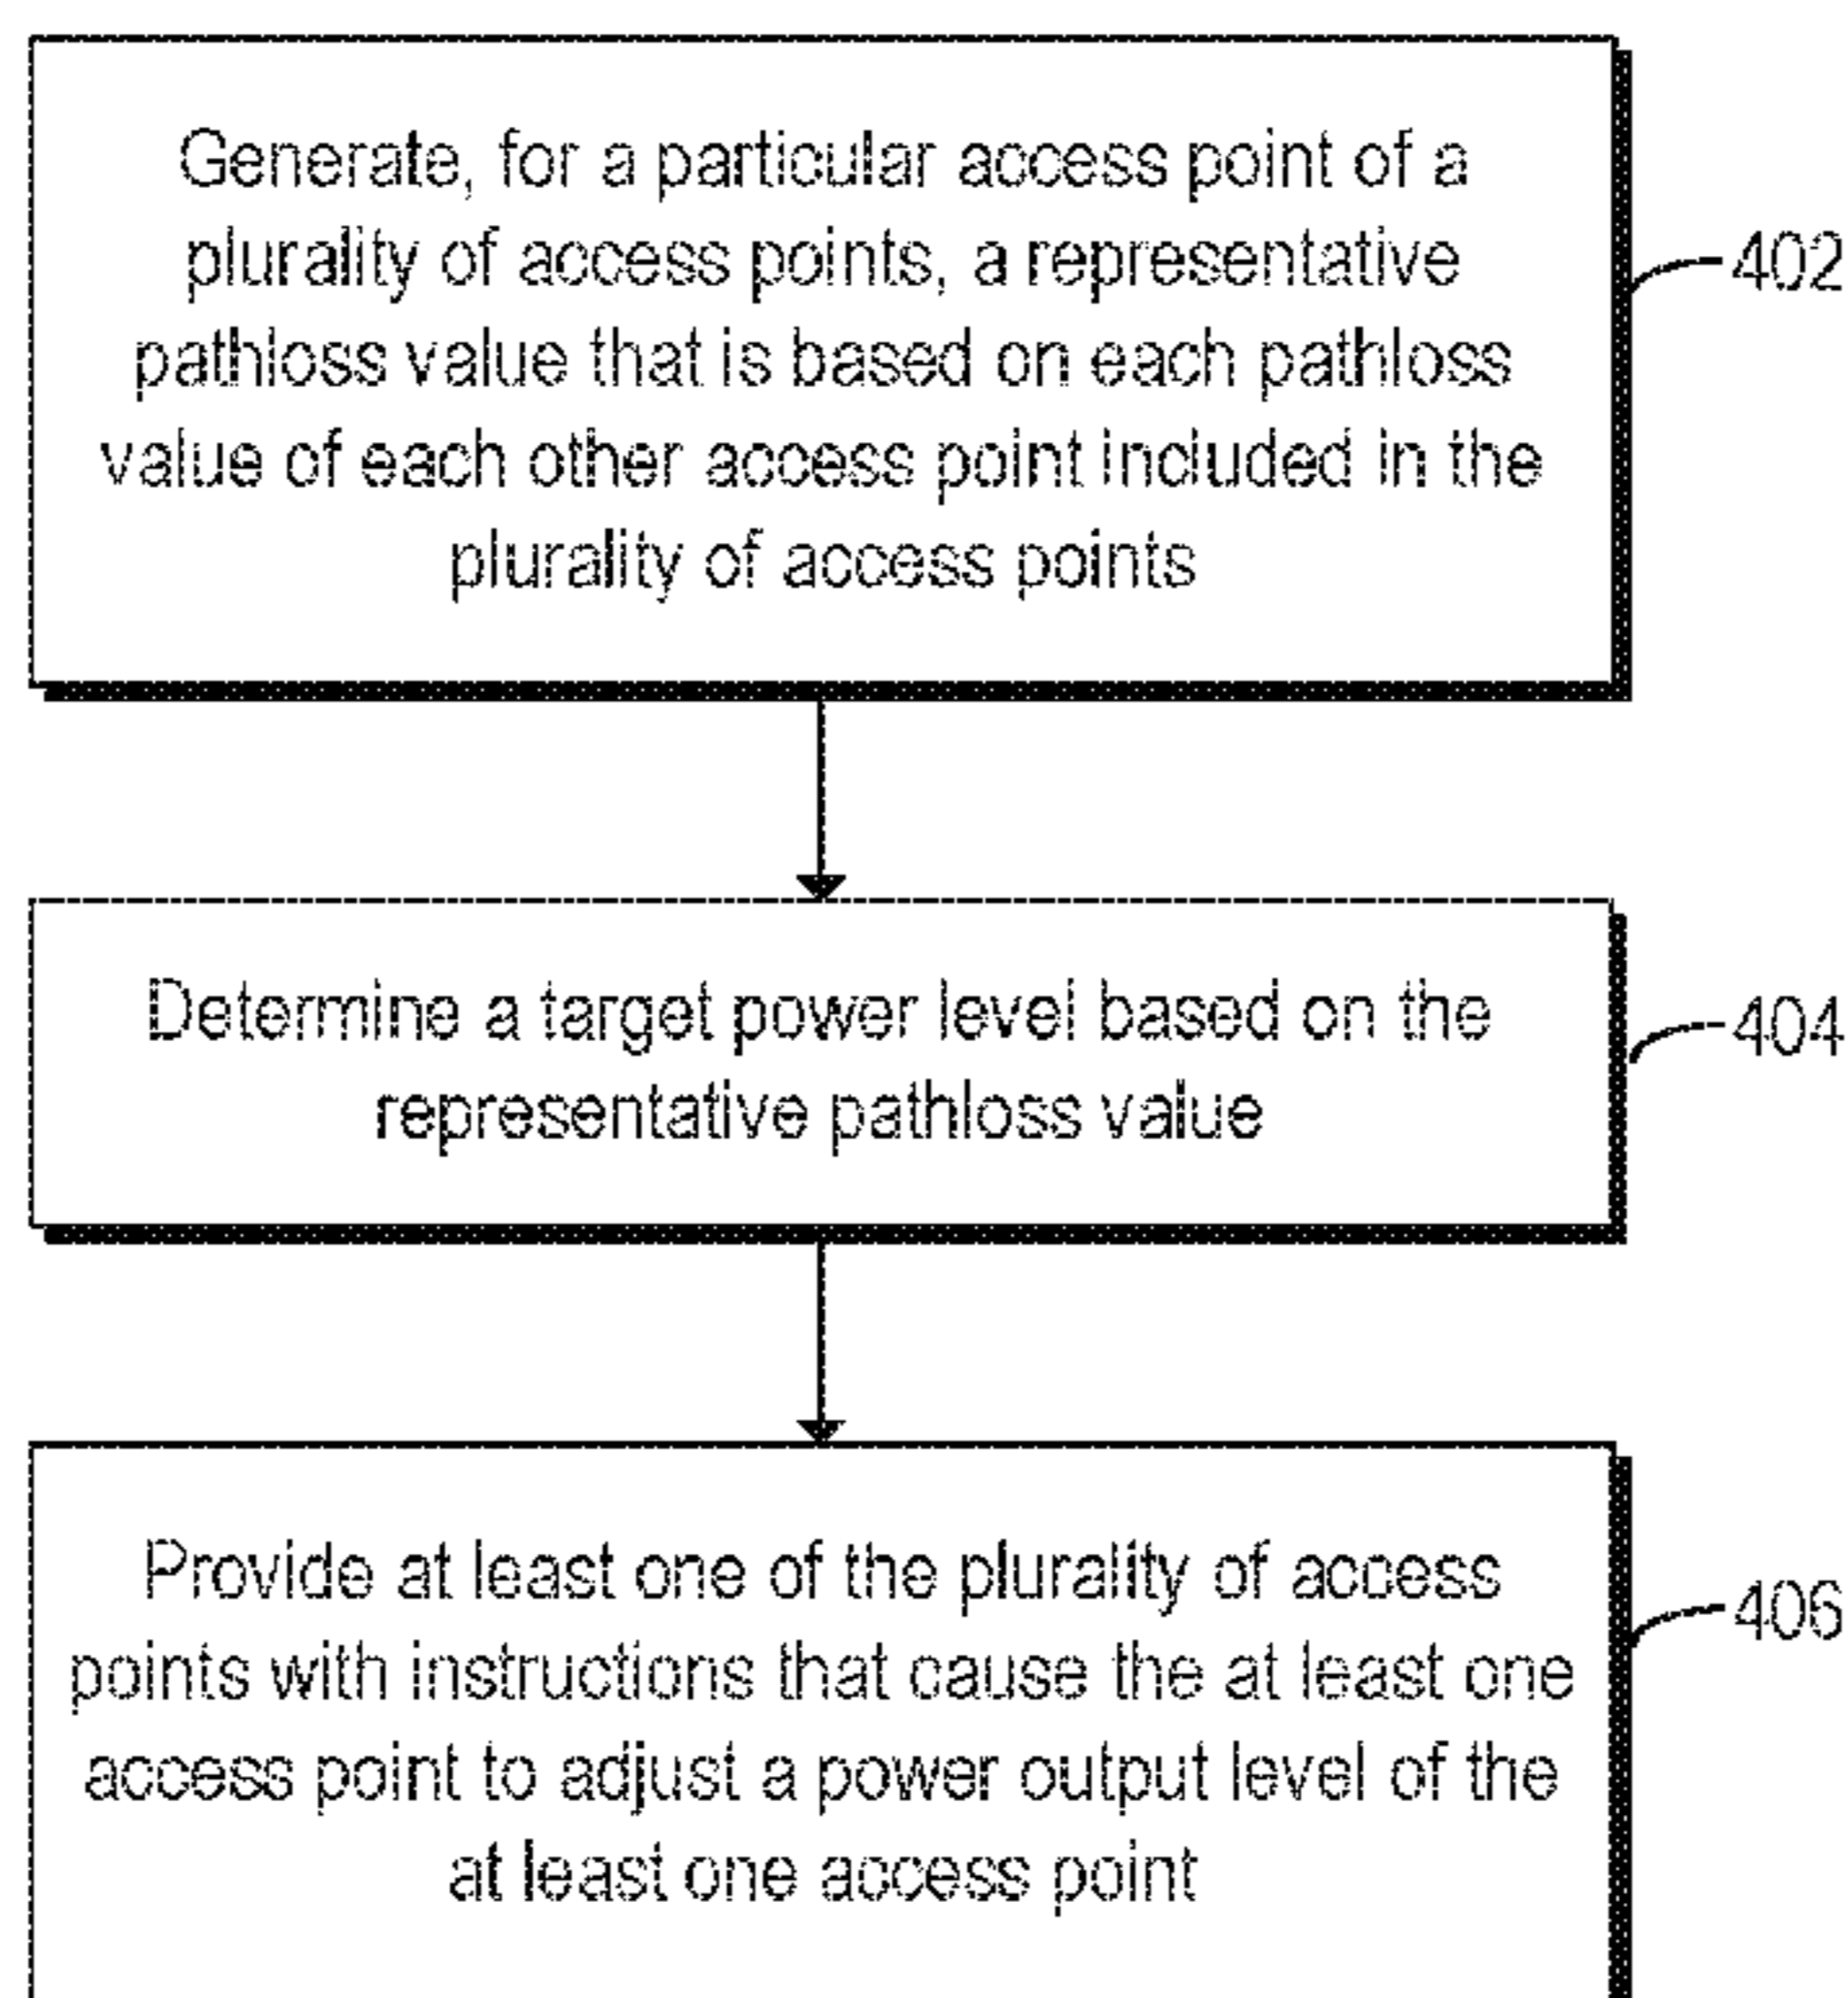 Generate, for a particular access point of a
plurality of access points, a representative
pathloss value that is based on each pathloss
value of each other access point included in the
plurality of access points
402
Determine a target power level based on the
representative pathloss value
404
Provide at least one of the plurality of access
points with instructions that cause the at least one
access point to adjust a power output level of the
at least one access point
406